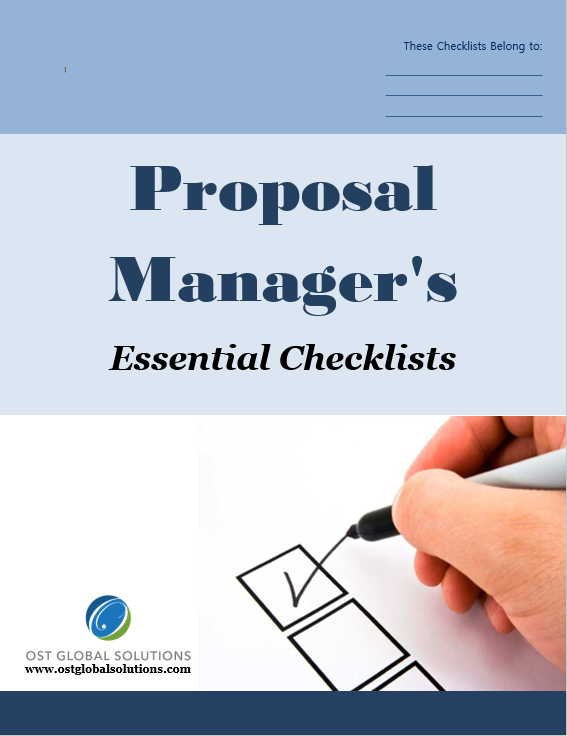 These Checklists Belong to:
Proposal
Manager's
Essential Checklists
OST GLOBAL SOLUTIONS
www.ostglobalsolutions.com